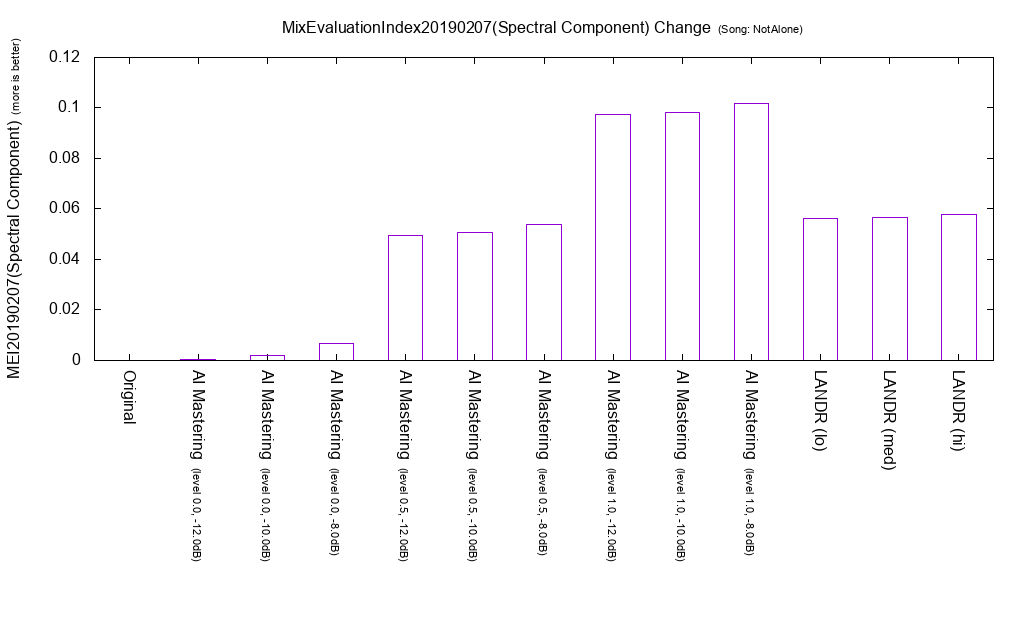 MixEvaluationIndex20190207(Spectral Component) Change (Song: NotAlone)
MEI20190207(Spectral Component) (more is better)
0.12
0.1
0.08
0.06
0.04
0.02
0
Original
AI Mastering (level 0.0, -12.0dB)
AI Mastering (level 0.0, -10.0dB)
AI Mastering (level 0.0, -8.0dB)
AI Mastering (level 0.5, -12.0dB)
AI Mastering (level 0.5, -10.0dB)
AI Mastering (level 0.5, -8.0dB)
AI Mastering (level 1.0, -12.0dB)
AI Mastering (level 1.0, -10.0dB)
AI Mastering (level 1.0, -8.0dB)
LANDR (lo)
LANDR (med)
LANDR (hi)